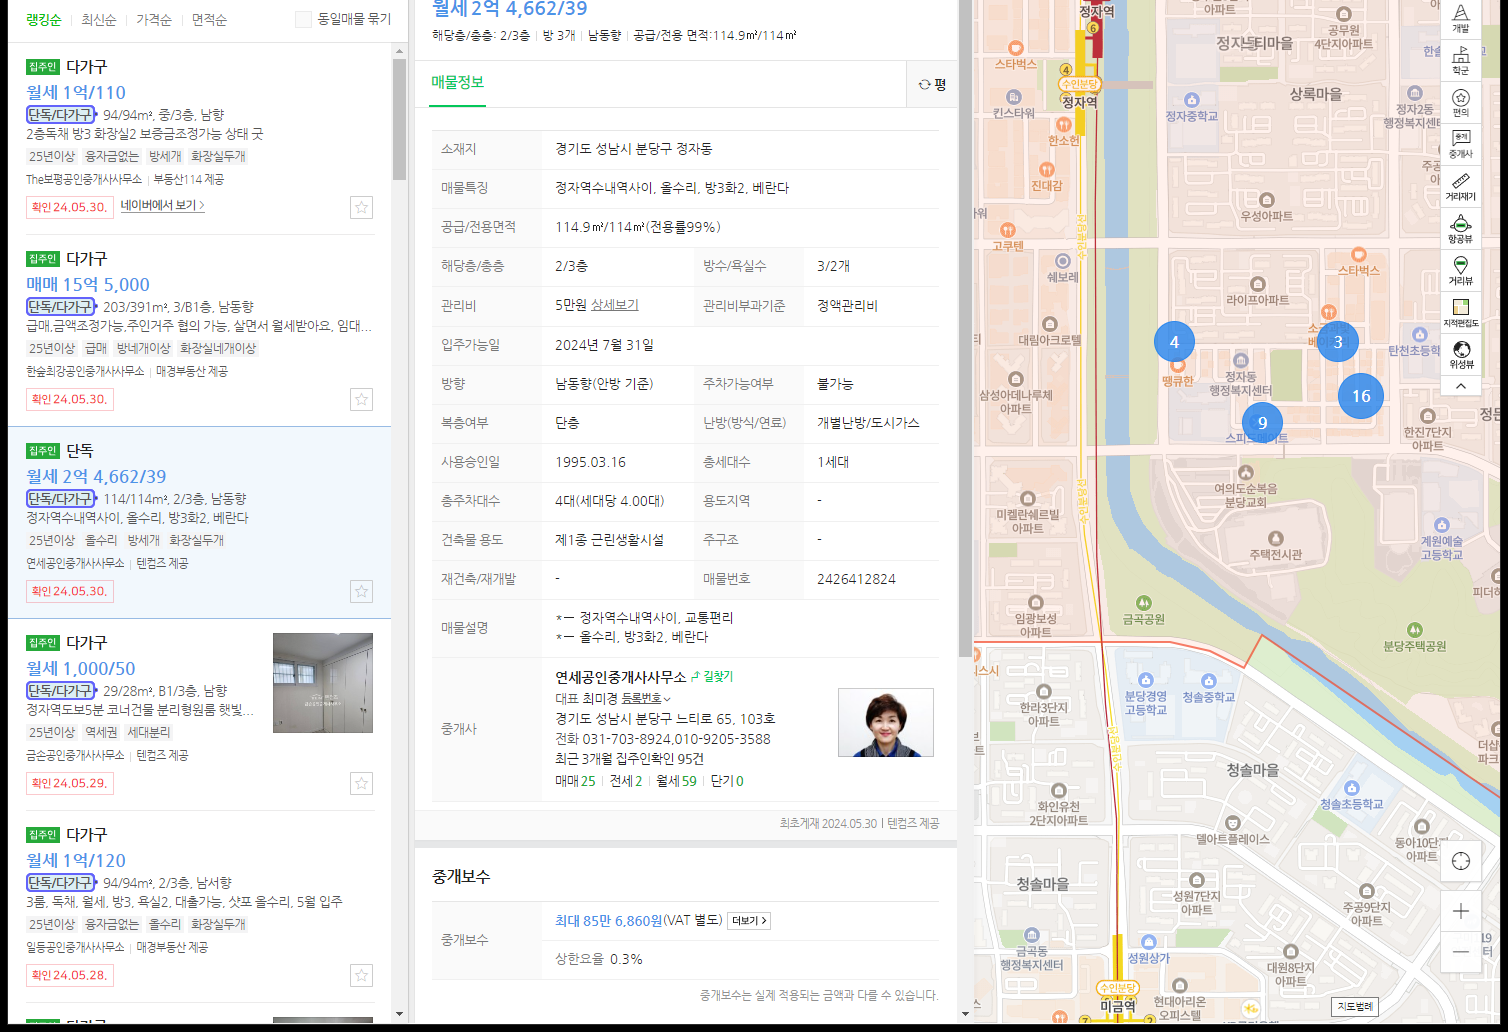 랭킹순 최신순 가격순 면적순 동일매물 묶기
집주인 다가구
월세 1억/110
단독/다가구 94/94m², 중/3층, 남향
2층독채 방3 화장실2 보증금조정가능 상태 굿
25년이상 융자금없는 방세개 화장실두개
The보평공인중개사사무소 부동산114 제공
확인 24.05.30. 네이버에서 보기
집주인 다가구
매매 15억 5,000
단독/다가구 203/391m², 3/B1층, 남동향
급매,금액조정가능,주인거주 협의 가능, 살면서 월세받아요, 임대...
25년이상 급매 방네개이상 화장실네개이상
한숲최강공인중개사사무소 매경부동산 제공
확인 24.05.30.
집주인 단독
월세 2억 4,662/39
단독/다가구 114/114m², 2/3층, 남동향
정자역수내역사이, 올수리, 방3화2, 베란다
25년이상 올수리 방세개 화장실두개
연세공인중개사사무소 텐컴즈 제공
확인 24.05.30.
집주인 다가구
월세 1,000/50
단독/다가구 29/28m², B1/3층, 남향
정자역도보5분 코너건물 분리형원룸 햇빛...
25년이상 역세권 세대분리
금손공인중개사사무소 텐컴즈 제공
확인 24.05.29.
집주인 다가구
월세 1억/120
단독/다가구 94/94m², 2/3층, 남서향
3룸, 독채, 월세, 방3, 욕실2, 대출가능, 샷포 올수리, 5월 입주
25년이상 융자금없는 올수리 화장실두개
일등공인중개사사무소 매경부동산 제공
확인 24.05.28.
월세 2억 4,662/39
해당층/총층: 2/3층 방 3개 남동향 공급/전용 면적:114.9㎡/114㎡
매물정보 평
소재지 경기도 성남시 분당구 정자동
매물특징 정자역수내역사이, 올수리, 방3화2, 베란다
공급/전용면적 114.9㎡/114㎡(전용률99%)
해당층/총층 2/3층 방수/욕실수 3/2개
관리비 5만원 상세보기 관리비부과기준 정액관리비
입주가능일 2024년 7월 31일
방향 남동향(안방 기준) 주차가능여부 불가능
복층여부 단층 난방(방식/연료) 개별난방/도시가스
사용승인일 1995.03.16 총세대수 1세대
총주차대수 4대(세대당 4.00대) 용도지역 -
건축물 용도 제1종 근린생활시설 주구조 -
재건축/재개발 - 매물번호 2426412824
매물설명 *ㅡ 정자역수내역사이, 교통편리
*ㅡ 올수리, 방3화2, 베란다
중개사
연세공인중개사사무소 길찾기
대표 최미경 등록번호
경기도 성남시 분당구 느티로 65, 103호
전화 031-703-8924,010-9205-3588
최근 3개월 집주인확인 95건
매매 25 전세 2 월세 59 단기 0
최초게재 2024.05.30 텐컴즈 제공
중개보수
중개보수 최대 85만 6,860원(VAT 별도) 더보기
상한요율 0.3%
중개보수는 실제 적용되는 금액과 다를 수 있습니다.
정자역
6
스타벅스
4
수인분당
정자역
킨스타워
한소헌
진대감
고쿠텐
쉐보레
대림아크로텔
삼성아데나루체
아파트
정자중학교
아파트
공무원
4단지아파트
정자느티마을
상록마을
정자2동
행정복지센터
우성아파트
스타벅스
라이프아파트
4
땡큐한
3
정자동
행정복지센터
탄천초등학교
16
9
스피드메이트
한진7단지
아파트
여의도순복음
분당교회
미켈란쉐르빌
아파트
주택전시관
계원예술
고등학교
금곡공원
임광보성
아파트
분당주택공원
분당경영
고등학교
청솔중학교
한라3단지
아파트
청솔마을
화인유천
2단지아파트
청솔초등학교
델아트플레이스
청솔마을
성원7단지
아파트
주공9단지
아파트
금곡동
행정복지센터
성원상가
대원8단지
아파트
수인분당
미금역
현대아리온
오피스텔
7
2
개발
학군
편의
중개
중개사
거리재기
항공뷰
거리뷰
지적편집도
위성뷰
지도범례